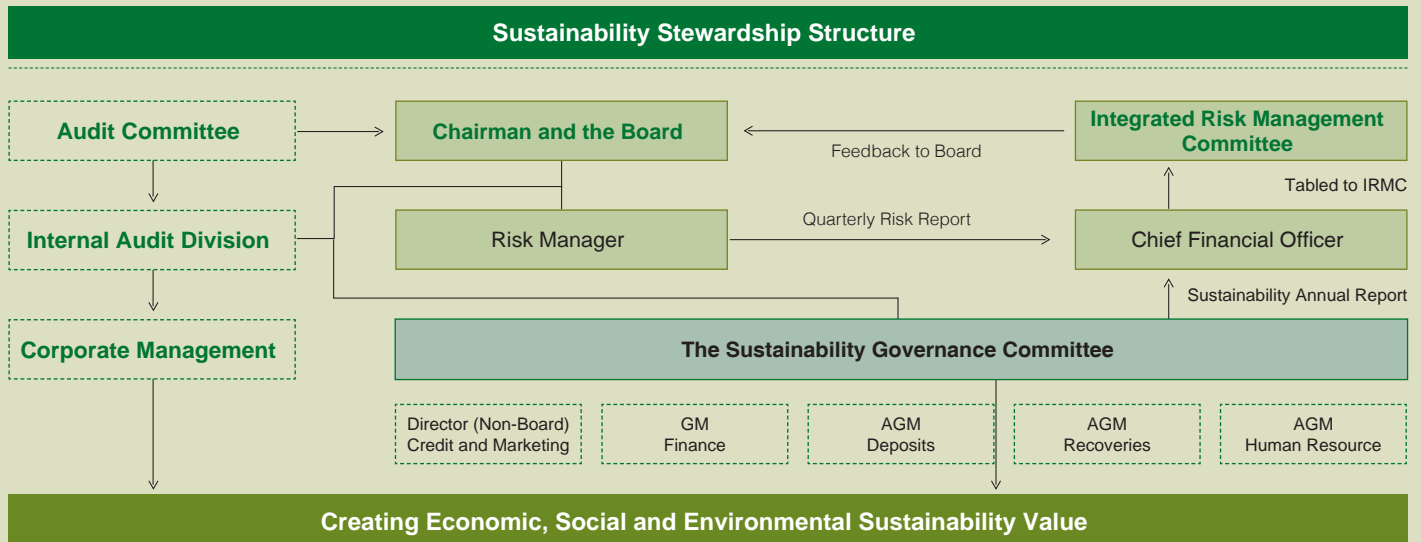 Sustainability Stewardship Structure
Audit Committee
Chairman and the Board
Integrated Risk Management
Committee
Feedback to Board
Tabled to IRMC
Internal Audit Division
Risk Manager
Quarterly Risk Report
Chief Financial Officer
Sustainability Annual Report
Corporate Management
The Sustainability Governance Committee
Director (Non-Board)
Credit and Marketing
GM
Finance
AGM
Deposits
AGM
Recoveries
AGM
Human Resource
Creating Economic, Social and Environmental Sustainability Value